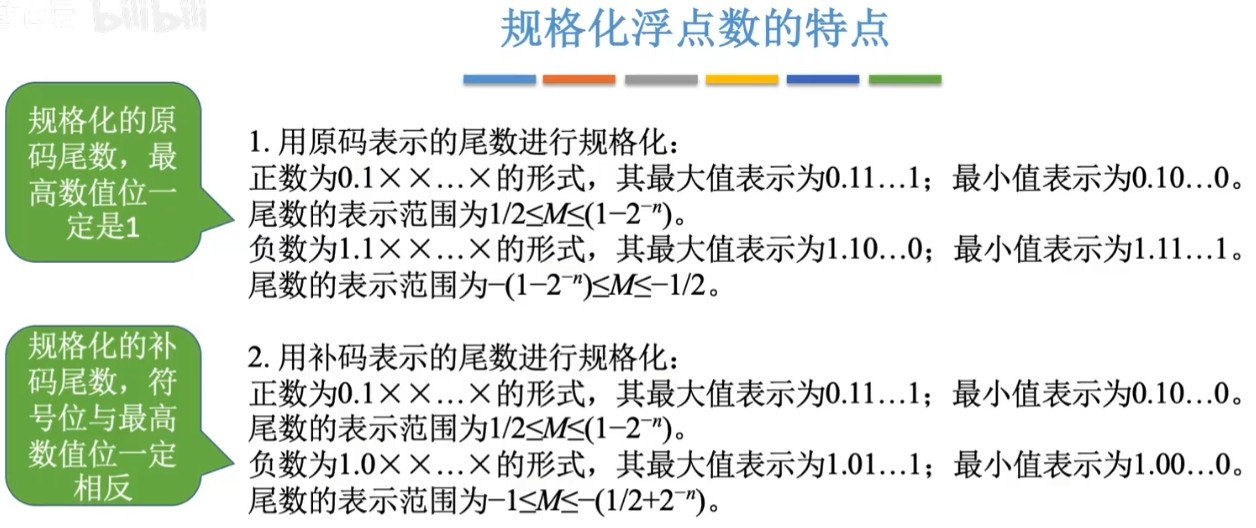 bilibili
规格化浮点数的特点
规格化的原
码尾数，最
高数值位一
定是1
1. 用原码表示的尾数进行规格化：
正数为0.1××…×的形式，其最大值表示为0.11…1；最小值表示为0.10…0。
尾数的表示范围为1/2≤M≤(1−2⁻ⁿ)。
负数为1.1××…×的形式，其最大值表示为1.10…0；最小值表示为1.11…1。
尾数的表示范围为−(1−2⁻ⁿ)≤M≤−1/2。
规格化的补
码尾数，符
号位与最高
数值位一定
相反
2. 用补码表示的尾数进行规格化：
正数为0.1××…×的形式，其最大值表示为0.11…1；最小值表示为0.10…0。
尾数的表示范围为1/2≤M≤(1−2⁻ⁿ)。
负数为1.0××…×的形式，其最大值表示为1.01…1；最小值表示为1.00…0。
尾数的表示范围为−1≤M≤−(1/2+2⁻ⁿ)。